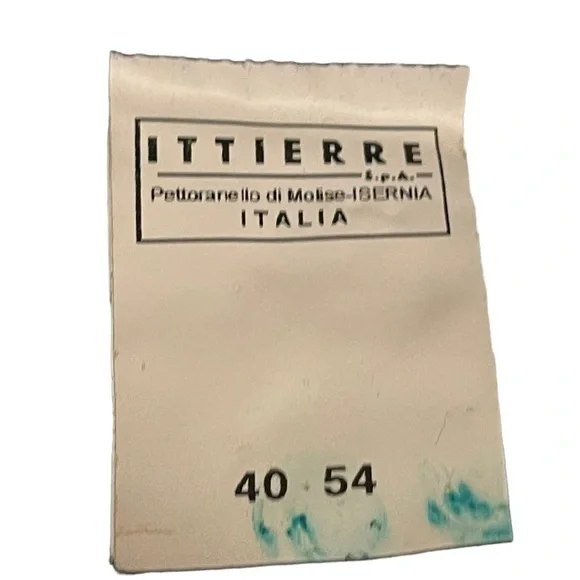 ITTIERRE
S.p.A.
Pettoranello di Molise-ISERNIA
ITALIA
40 54